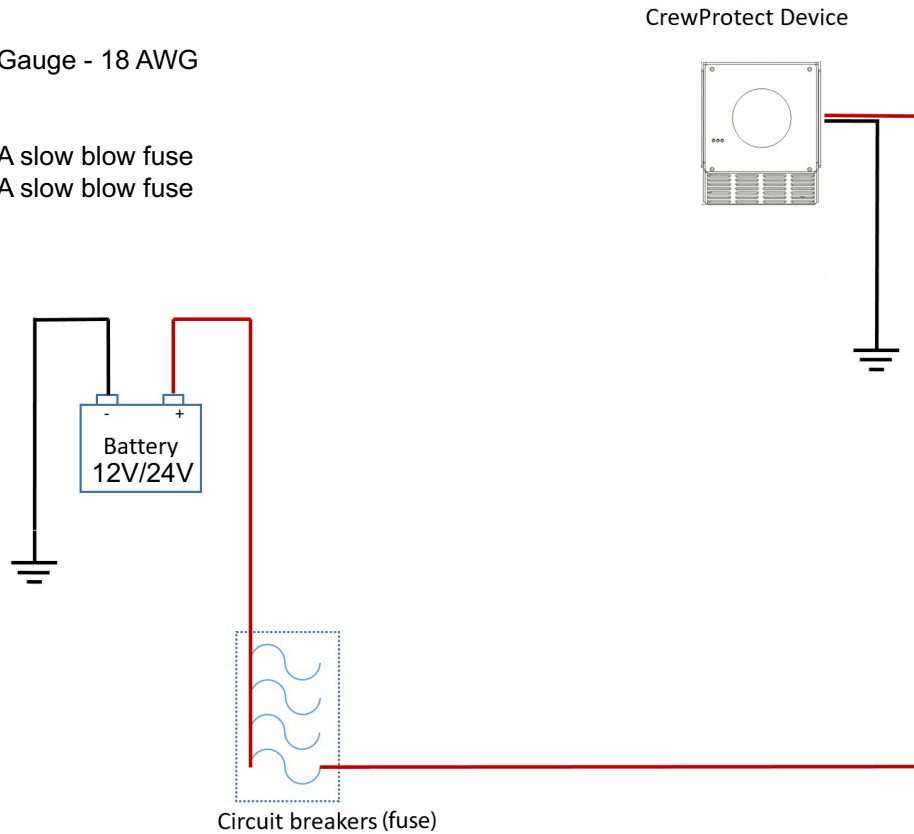 CrewProtect Device
Gauge - 18 AWG
A slow blow fuse
A slow blow fuse
- +
Battery
12V/24V
Circuit breakers (fuse)